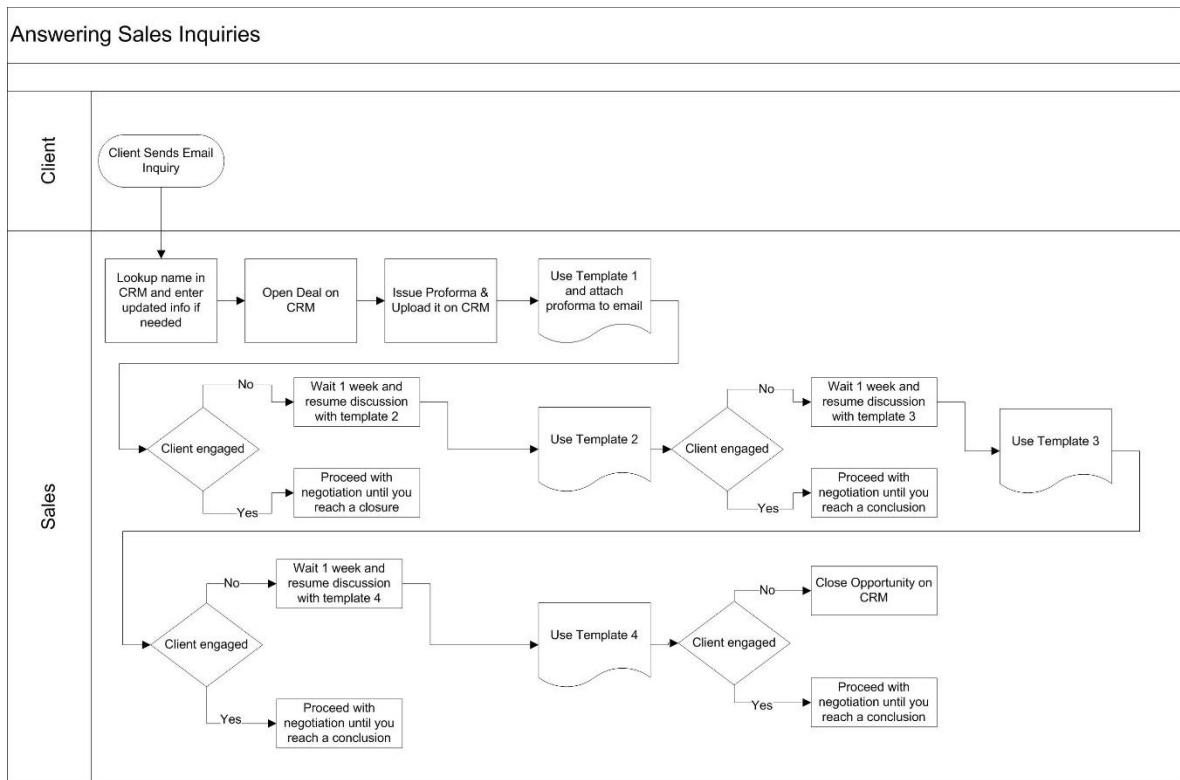 Answering Sales Inquiries
Client
Client Sends Email
Inquiry
Sales
Lookup name in
CRM and enter
updated info if
needed
Open Deal on
CRM
Issue Proforma &
Upload it on CRM
Use Template 1
and attach
proforma to email
Client engaged
No
Wait 1 week and
resume discussion
with template 2
Yes
Proceed with
negotiation until you
reach a closure
Use Template 2
Client engaged
No
Wait 1 week and
resume discussion
with template 3
Yes
Proceed with
negotiation until you
reach a conclusion
Use Template 3
Client engaged
No
Wait 1 week and
resume discussion
with template 4
Yes
Proceed with
negotiation until you
reach a conclusion
Use Template 4
Client engaged
No
Close Opportunity on
CRM
Yes
Proceed with
negotiation until you
reach a conclusion